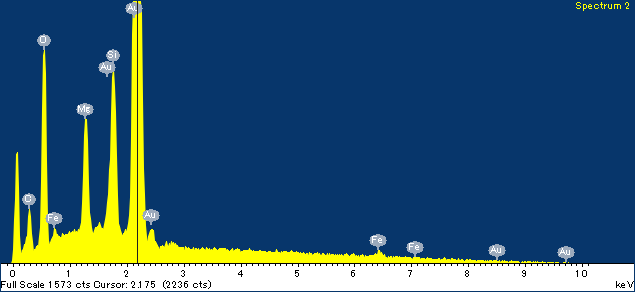 Spectrum 2
Au
O
Si
Au
Mg
C
Fe
Au
Fe
Fe
Au
Au
0 1 2 3 4 5 6 7 8 9 10
Full Scale 1573 cts Cursor: 2.175 (2236 cts) keV